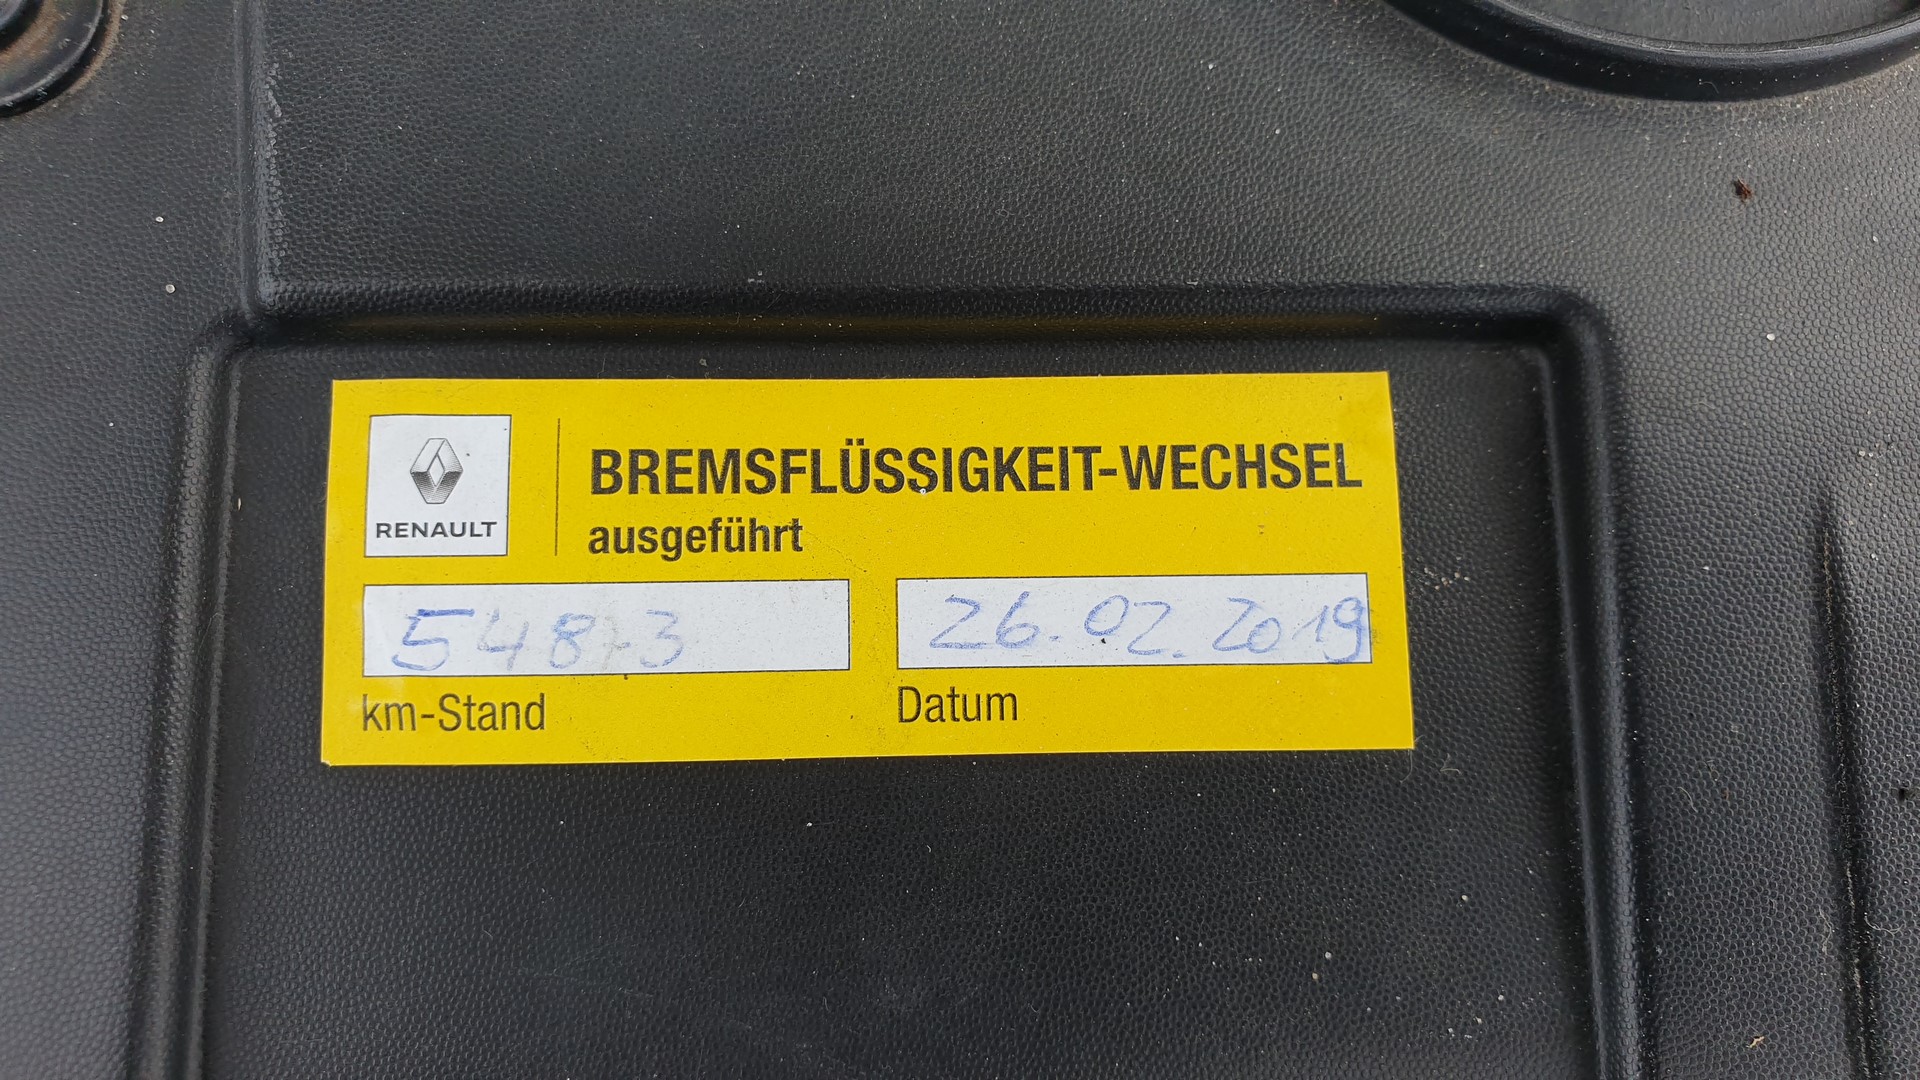 RENAULT
BREMSFLÜSSIGKEIT-WECHSEL
ausgeführt
54873
26.02.2019
km-Stand
Datum